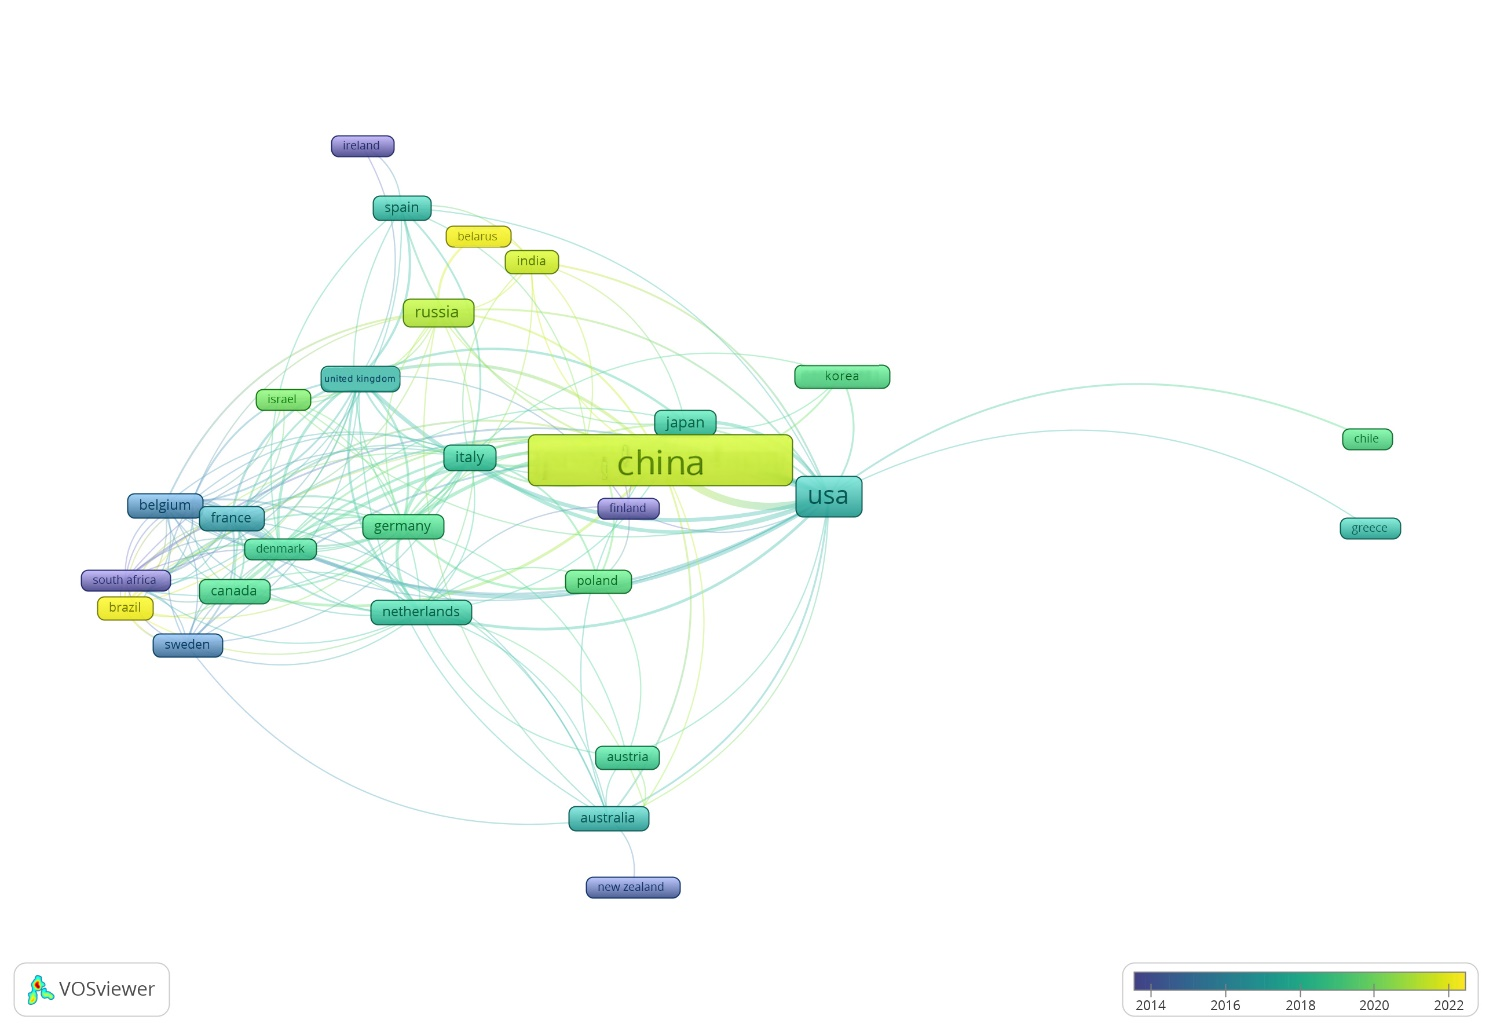 ireland
spain
belarus
india
russia
united kingdom
korea
israel
japan
chile
italy
china
usa
belgium
finland
france
germany
greece
denmark
south africa
poland
canada
brazil
netherlands
sweden
austria
australia
new zealand
VOSviewer
2014 2016 2018 2020 2022